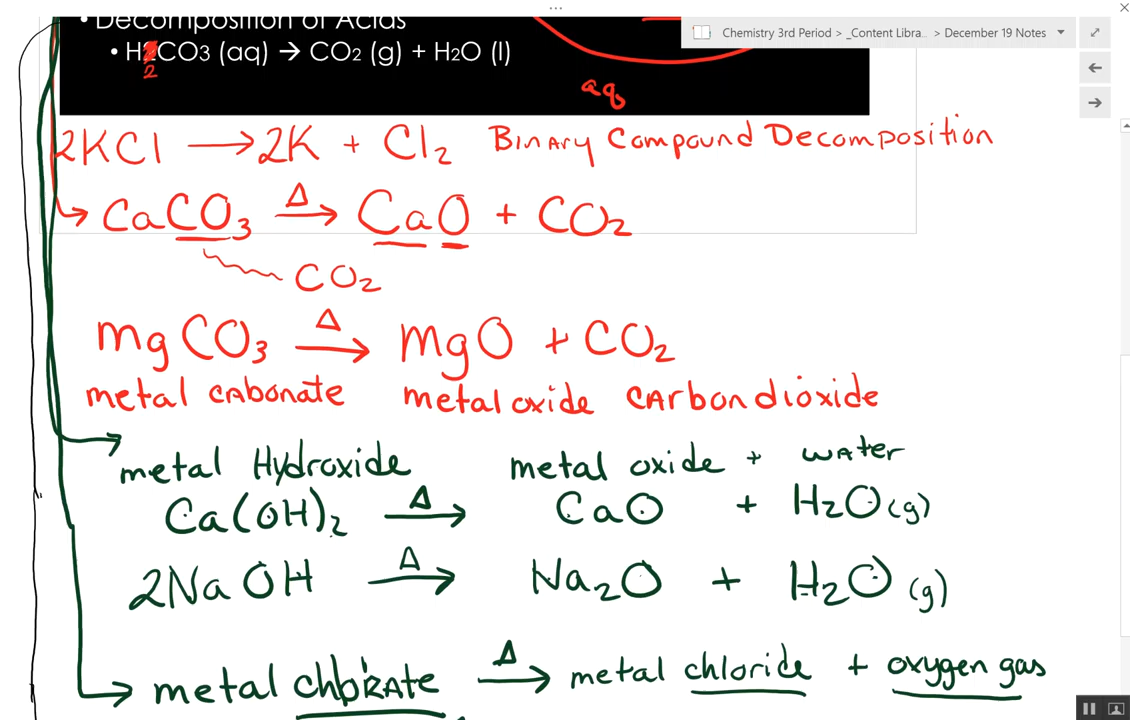 • Decomposition of Acids
Chemistry 3rd Period > _Content Libra... > December 19 Notes
• H2CO3 (aq) → CO2 (g) + H2O (l)
2
aq
2KCl → 2K + Cl2 Binary Compound Decomposition
CaCO3 Δ→ CaO + CO2
CO2
MgCO3 Δ→ MgO + CO2
metal cabonate metal oxide carbondioxide
metal Hydroxide metal oxide + water
Ca(OH)2 Δ→ CaO + H2O(g)
2NaOH Δ→ Na2O + H2O (g)
metal chlorate Δ→ metal chloride + oxygen gas